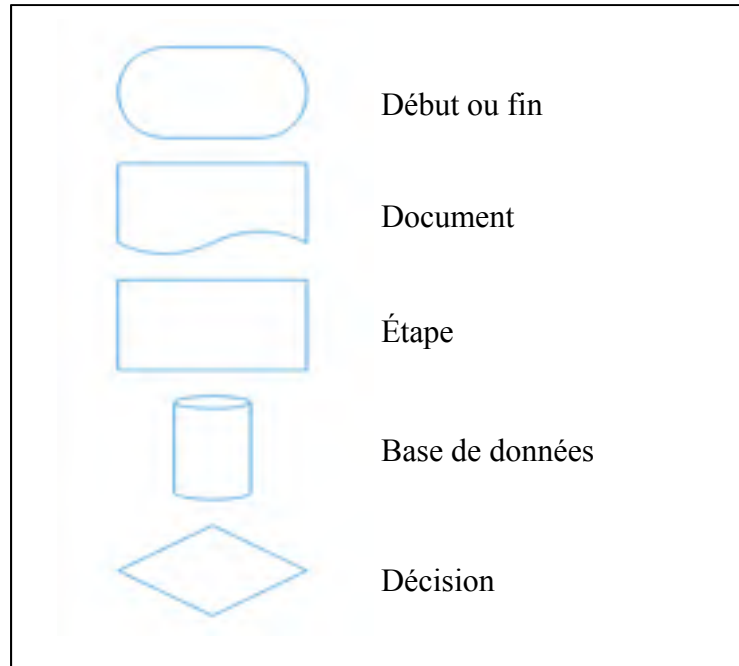 Début ou fin
Document
Étape
Base de données
Décision